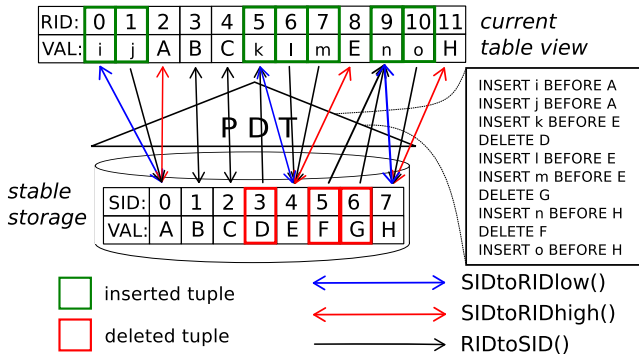 RID: 0 1 2 3 4 5 6 7 8 9 10 11
VAL: i j A B C k l m E n o H
current
table view
INSERT i BEFORE A
INSERT j BEFORE A
INSERT k BEFORE E
DELETE D
INSERT l BEFORE E
INSERT m BEFORE E
DELETE G
INSERT n BEFORE H
DELETE F
INSERT o BEFORE H
PDT
stable
storage
SID: 0 1 2 3 4 5 6 7
VAL: A B C D E F G H
inserted tuple
deleted tuple
SIDtoRIDlow()
SIDtoRIDhigh()
RIDtoSID()